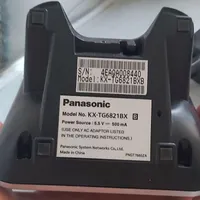 S/N: 4EAQA008440
Model: KX-TG6821BXB
Panasonic
Model No. KX-TG6821BX B
Power Source : 5.5 V ⎓ 500 mA
(USE ONLY AC ADAPTOR LISTED
IN THE OPERATING INSTRUCTIONS)
Panasonic System Networks Co., Ltd.
Made in China